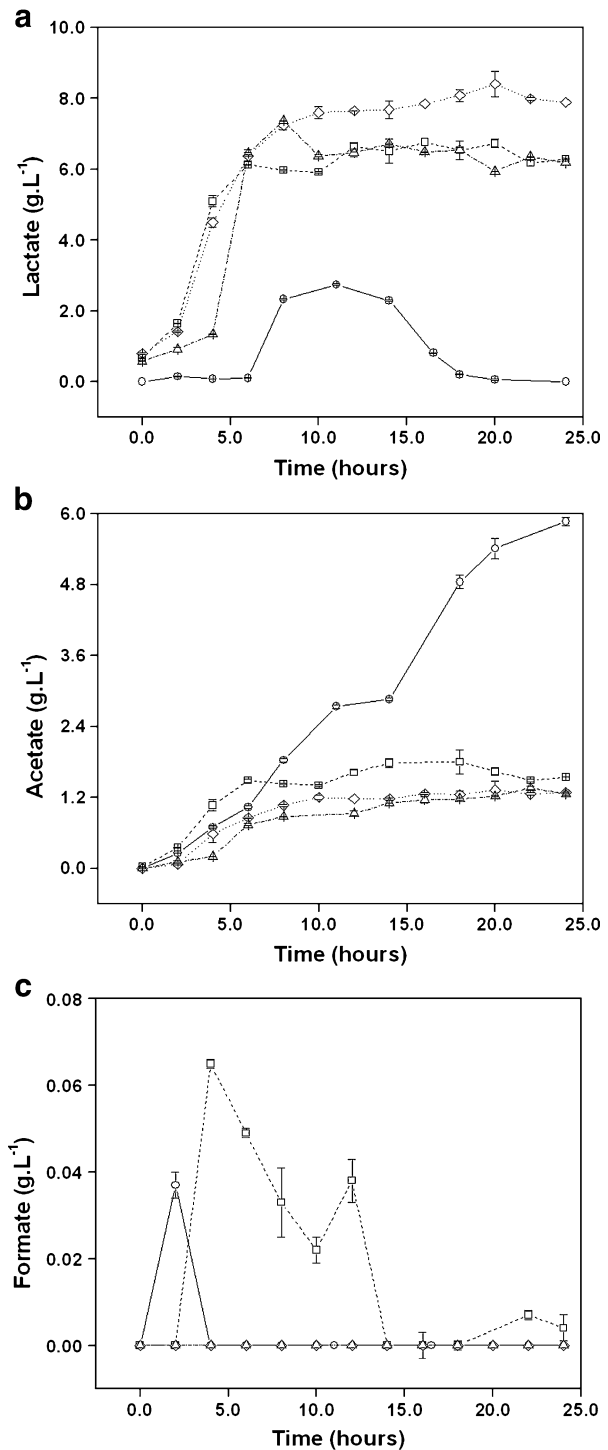 a
10.0
8.0
6.0
4.0
2.0
0.0
Lactate (g.L⁻¹)
0.0 5.0 10.0 15.0 20.0 25.0
Time (hours)
b
6.0
4.8
3.6
2.4
1.2
0.0
Acetate (g.L⁻¹)
0.0 5.0 10.0 15.0 20.0 25.0
Time (hours)
c
0.08
0.06
0.04
0.02
0.00
Formate (g.L⁻¹)
0.0 5.0 10.0 15.0 20.0 25.0
Time (hours)